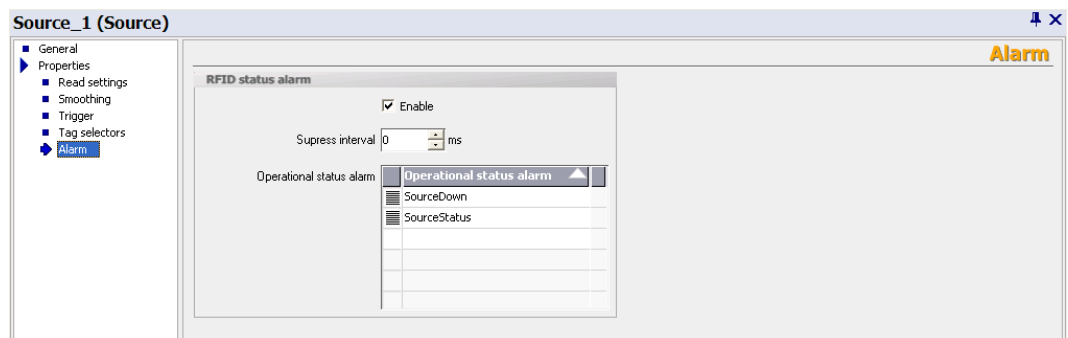 Source_1 (Source)
General
Properties
Read settings
Smoothing
Trigger
Tag selectors
Alarm
Alarm
RFID status alarm
Enable
Supress interval 0 ms
Operational status alarm Operational status alarm
SourceDown
SourceStatus